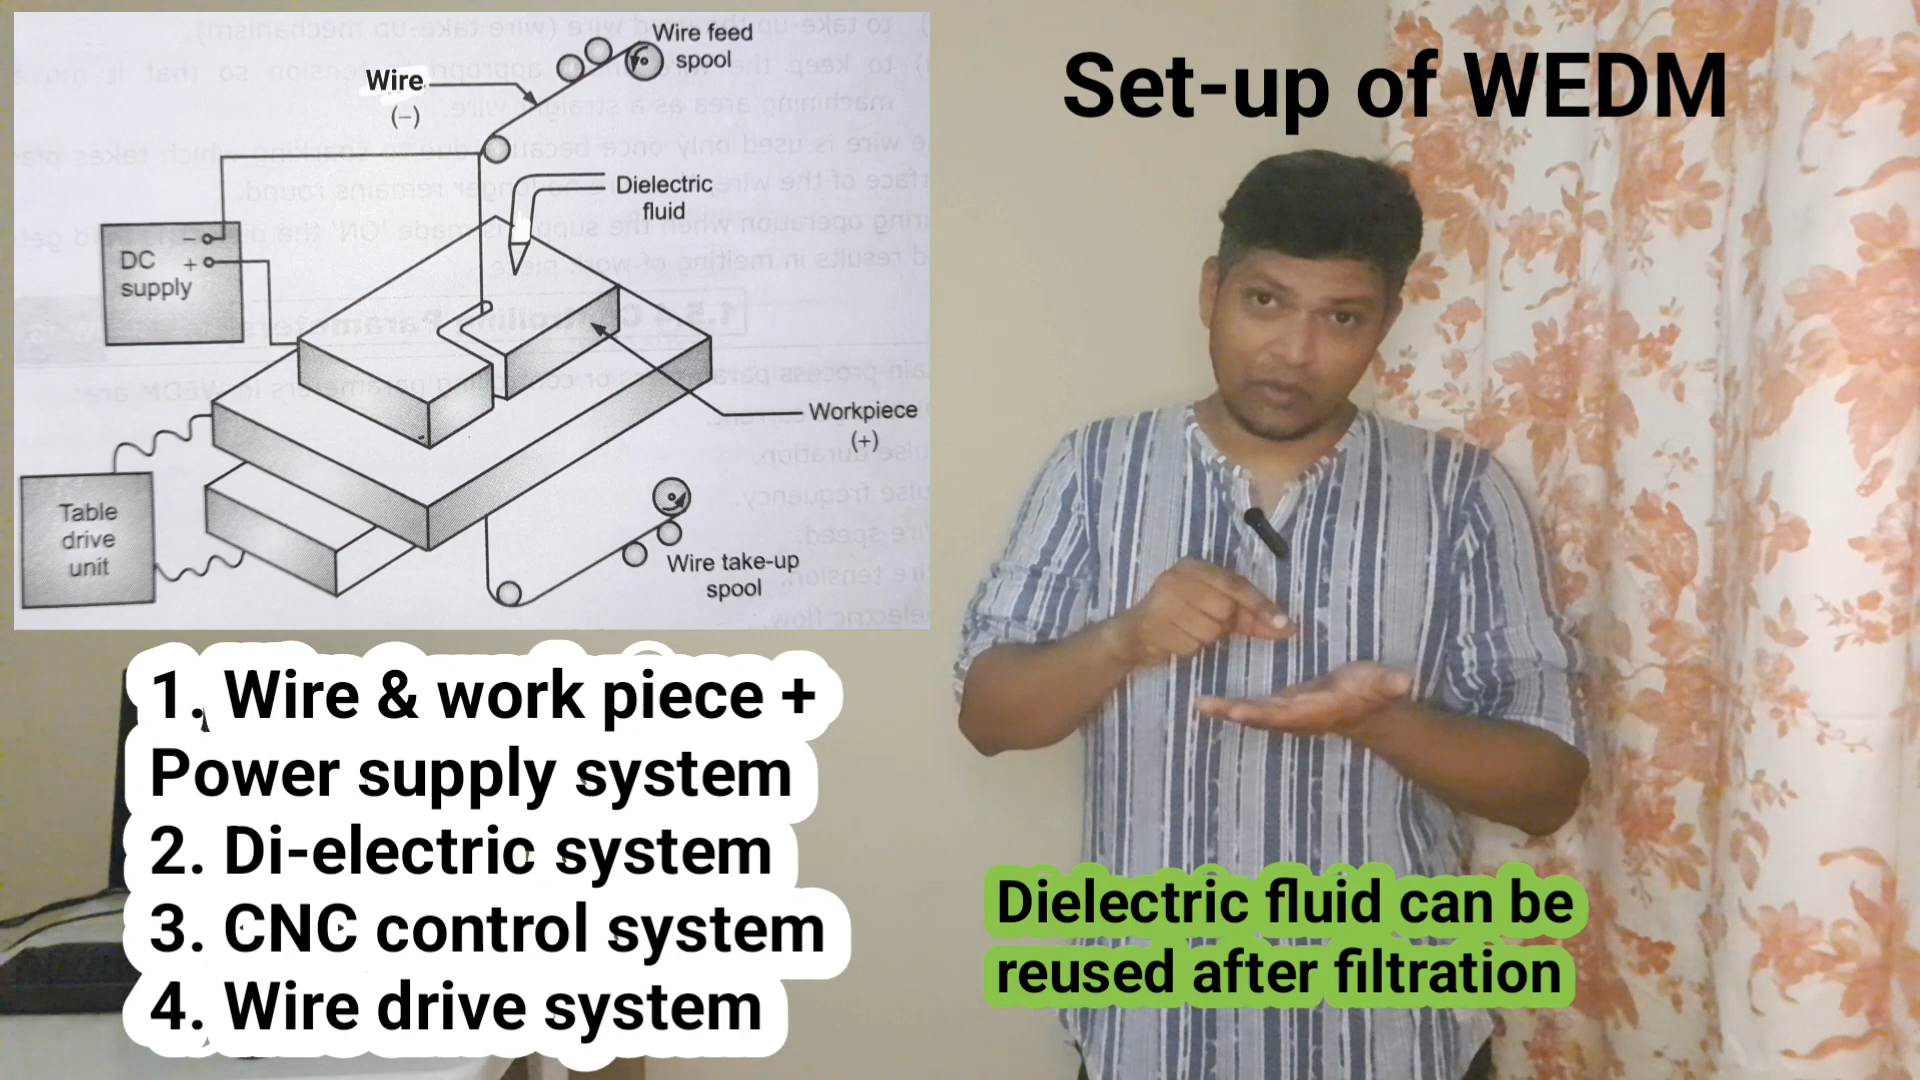 Set-up of WEDM
Wire feed
spool
Wire
(−)
Dielectric
fluid
−
DC +
supply
Workpiece
(+)
Table
drive
unit
Wire take-up
spool
1. Wire & work piece +
Power supply system
2. Di-electric system
3. CNC control system
4. Wire drive system
Dielectric fluid can be
reused after filtration